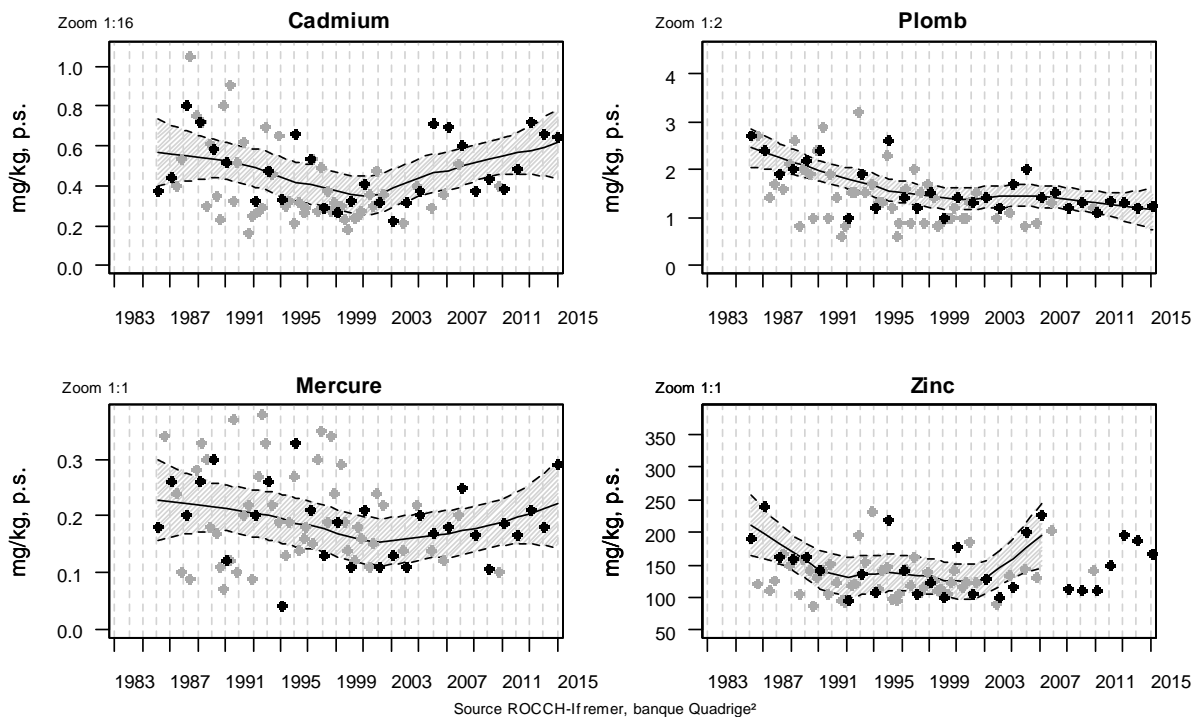 Zoom 1:16
Cadmium
mg/kg, p.s.
1.0
0.8
0.6
0.4
0.2
0.0
1983 1987 1991 1995 1999 2003 2007 2011 2015
Zoom 1:2
Plomb
mg/kg, p.s.
4
3
2
1
0
1983 1987 1991 1995 1999 2003 2007 2011 2015
Zoom 1:1
Mercure
mg/kg, p.s.
0.3
0.2
0.1
0.0
1983 1987 1991 1995 1999 2003 2007 2011 2015
Zoom 1:1
Zinc
mg/kg, p.s.
350
300
250
200
150
100
50
1983 1987 1991 1995 1999 2003 2007 2011 2015
Source ROCCH-Ifremer, banque Quadrige²